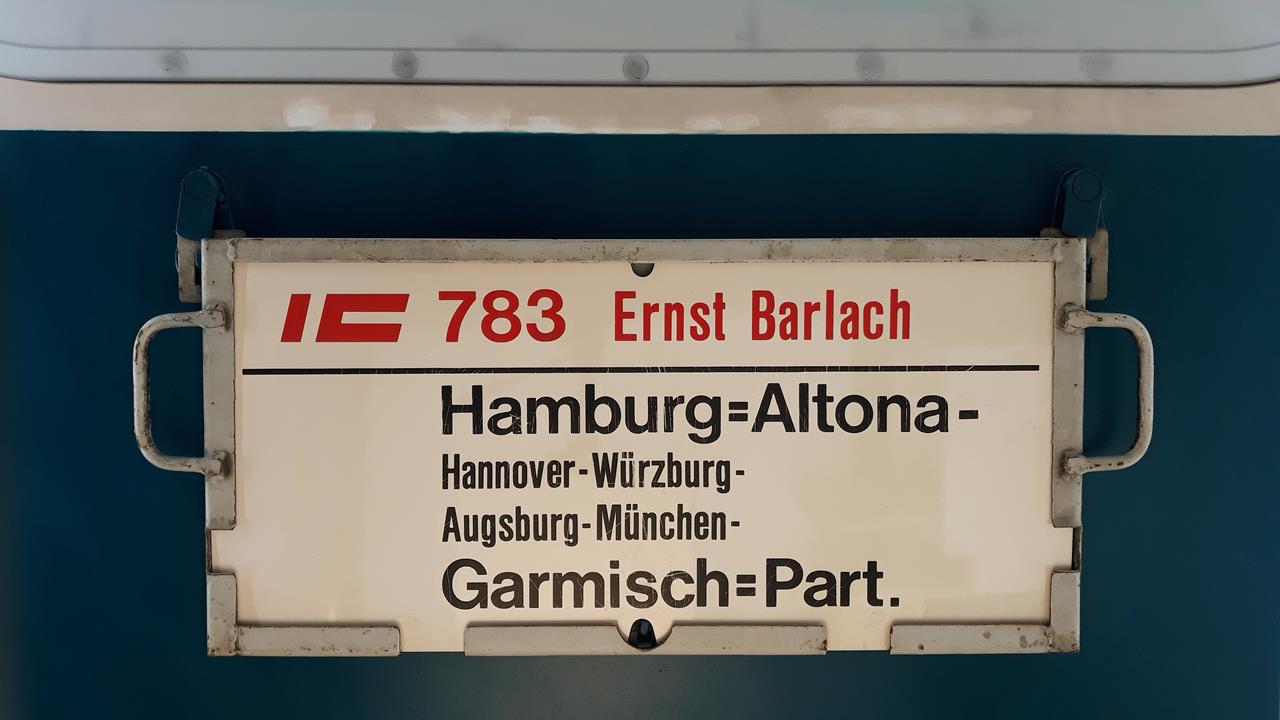 IC 783 Ernst Barlach
Hamburg=Altona-
Hannover-Würzburg-
Augsburg-München-
Garmisch=Part.